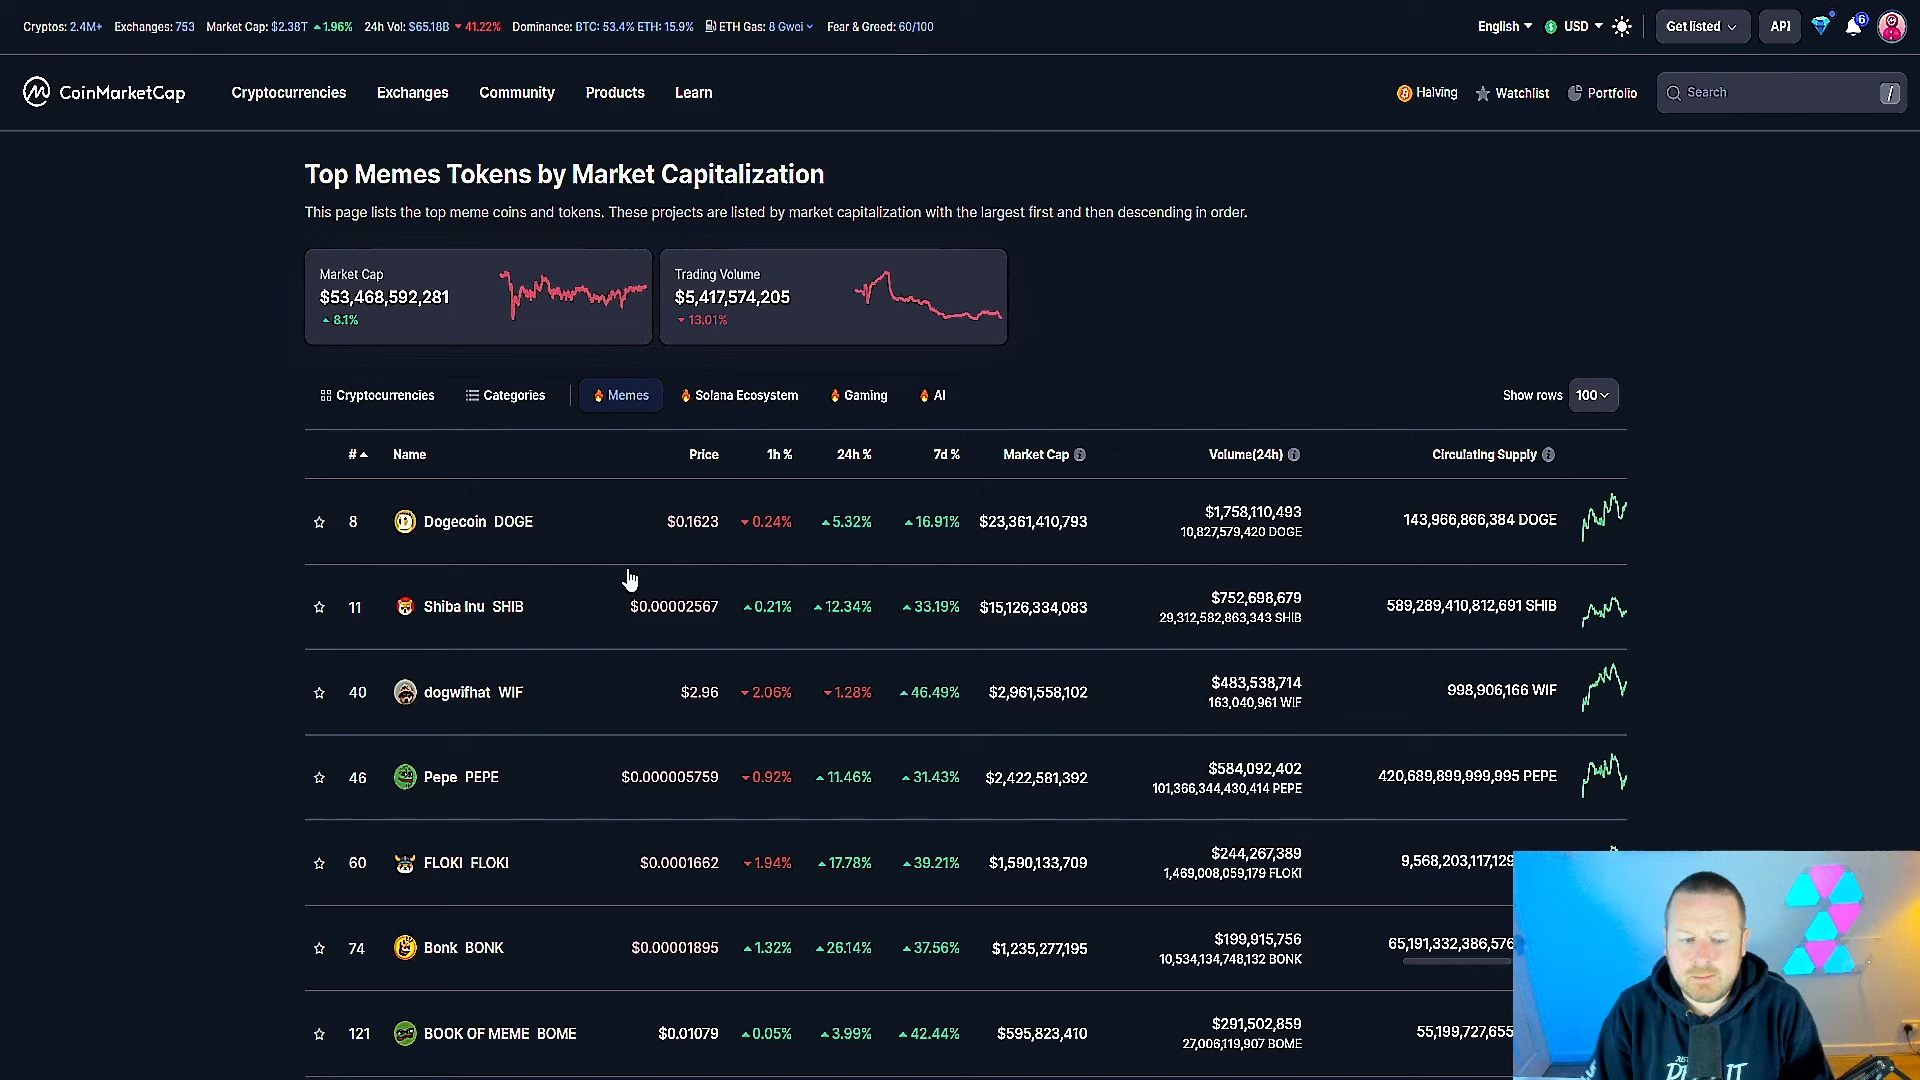 Cryptos: 2.4M+ Exchanges: 753 Market Cap: $2.38T 1.96% 24h Vol: $65.18B 41.22% Dominance: BTC: 53.4% ETH: 15.9% ETH Gas: 8 Gwei Fear & Greed: 60/100 English USD Get listed API 6
CoinMarketCap Cryptocurrencies Exchanges Community Products Learn Halving Watchlist Portfolio Search /
Top Memes Tokens by Market Capitalization
This page lists the top meme coins and tokens. These projects are listed by market capitalization with the largest first and then descending in order.
Market Cap Trading Volume
$53,468,592,281 $5,417,574,205
8.1% 13.01%
Cryptocurrencies Categories Memes Solana Ecosystem Gaming AI Show rows 100
# Name Price 1h % 24h % 7d % Market Cap Volume(24h) Circulating Supply
8 Dogecoin DOGE $0.1623 0.24% 5.32% 16.91% $23,361,410,793 $1,758,110,493 143,966,866,384 DOGE
10,827,579,420 DOGE
11 Shiba Inu SHIB $0.00002567 0.21% 12.34% 33.19% $15,126,334,083 $752,698,679 589,289,410,812,691 SHIB
29,312,582,863,343 SHIB
40 dogwifhat WIF $2.96 2.06% 1.28% 46.49% $2,961,558,102 $483,538,714 998,906,166 WIF
163,040,961 WIF
46 Pepe PEPE $0.000005759 0.92% 11.46% 31.43% $2,422,581,392 $584,092,402 420,689,899,999,995 PEPE
101,366,344,430,414 PEPE
60 FLOKI FLOKI $0.0001662 1.94% 17.78% 39.21% $1,590,133,709 $244,267,389 9,568,203,117,129
1,469,008,059,179 FLOKI
74 Bonk BONK $0.00001895 1.32% 26.14% 37.56% $1,235,277,195 $199,915,756 65,191,332,386,576
10,534,134,748,132 BONK
121 BOOK OF MEME BOME $0.01079 0.05% 3.99% 42.44% $595,823,410 $291,502,859 55,199,727,655
27,006,119,907 BOME